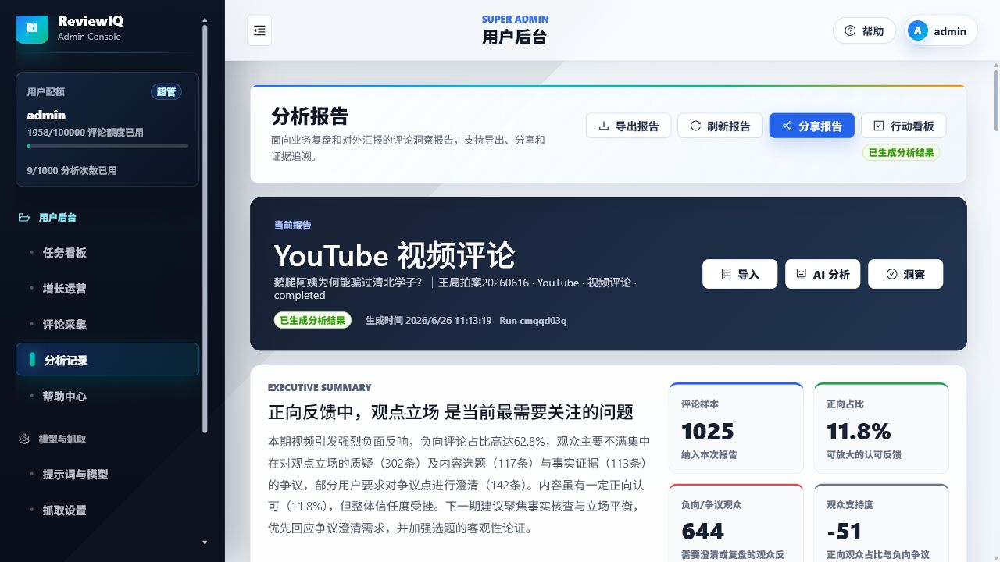 RI
ReviewIQ
Admin Console
用户配额
超管
admin
1958/100000 评论额度已用
9/1000 分析次数已用
用户后台
任务看板
增长运营
评论采集
分析记录
帮助中心
模型与抓取
提示词与模型
抓取设置
SUPER ADMIN
用户后台
帮助
A
admin
分析报告
面向业务复盘和对外汇报的评论洞察报告，支持导出、分享和
证据追溯。
导出报告
刷新报告
分享报告
行动看板
已生成分析结果
当前报告
YouTube 视频评论
鹅腿阿姨为何能骗过清北学子？｜王局拍案20260616 · YouTube · 视频评论 ·
completed
已生成分析结果
生成时间 2026/6/26 11:13:19
Run cmqqd03q
导入
AI 分析
洞察
EXECUTIVE SUMMARY
正向反馈中，观点立场 是当前最需要关注的问题
本期视频引发强烈负面反响，负向评论占比高达62.8%，观众主要不满集中
在对观点立场的质疑（302条）及内容选题（117条）与事实证据（113条）
的争议，部分用户要求对争议点进行澄清（142条）。内容虽有一定正向认
可（11.8%），但整体信任度受挫。下一期建议聚焦事实核查与立场平衡，
优先回应争议澄清需求，并加强选题的客观性论证。
评论样本
1025
纳入本次报告
正向占比
11.8%
可放大的认可反馈
负向/争议观众
644
需要澄清或复盘的观众反
观众支持度
-51
正向观众占比与负向争议